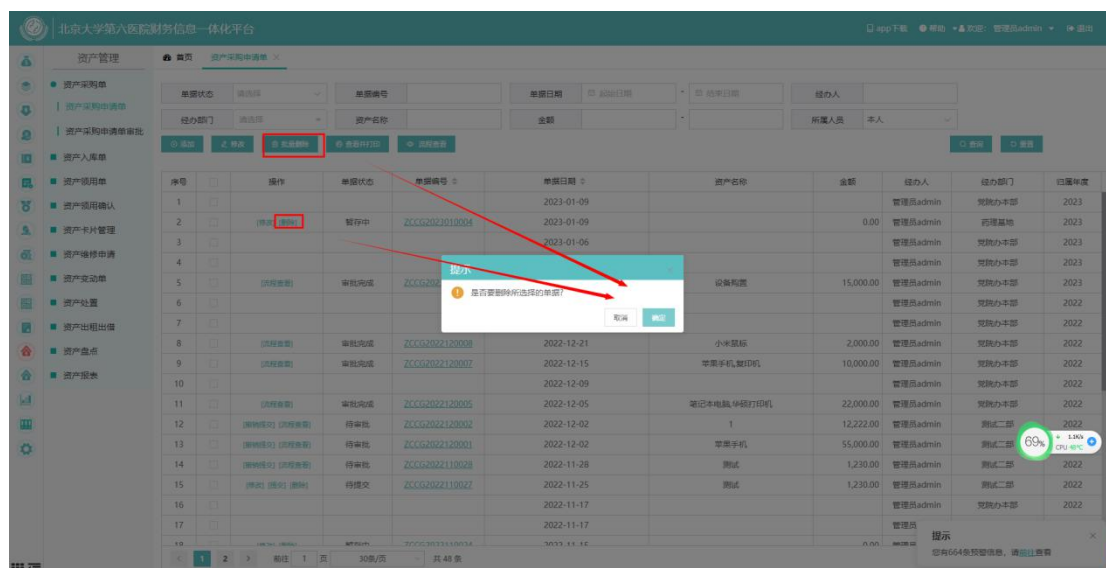 北京大学第六医院财务信息一体化平台
app下载 帮助 欢迎: 管理员admin 退出
资产管理
首页 资产采购申请单
资产采购单
资产采购申请单
资产采购申请单审批
资产入库单
资产领用单
资产领用确认
资产卡片管理
资产维修申请
资产变动单
资产处置
资产出租出借
资产盘点
资产报表
单据状态 请选择 单据编号 单据日期 起始日期 - 结束日期 经办人
经办部门 请选择 资产名称 金额 - 所属人员 本人
添加 修改 批量删除 查看并打印 流程查看 查询 重置
序号 操作 单据状态 单据编号 单据日期 资产名称 金额 经办人 经办部门 归属年度
1 2023-01-09 管理员admin 党院办本部 2023
2 [修改] [删除] 暂存中 ZCCG2023010004 2023-01-09 0.00 管理员admin 药理基地 2023
3 2023-01-06 管理员admin 党院办本部 2023
4 管理员admin 党院办本部 2023
5 [流程查看] 审批完成 ZCCG202 设备购置 15,000.00 管理员admin 党院办本部 2023
6 管理员admin 党院办本部 2022
7 管理员admin 党院办本部 2022
8 [流程查看] 审批完成 ZCCG2022120008 2022-12-21 小米鼠标 2,000.00 管理员admin 党院办本部 2022
9 [流程查看] 审批完成 ZCCG2022120007 2022-12-15 苹果手机,复印机 10,000.00 管理员admin 党院办本部 2022
10 2022-12-09 管理员admin 党院办本部 2022
11 [流程查看] 审批完成 ZCCG2022120005 2022-12-05 笔记本电脑,华硕打印机 22,000.00 管理员admin 党院办本部 2022
12 [撤销提交] [流程查看] 待审批 ZCCG2022120002 2022-12-02 1 12,222.00 管理员admin 测试二部 2022
13 [撤销提交] [流程查看] 待审批 ZCCG2022120001 2022-12-02 苹果手机 55,000.00 管理员admin 测试二部
14 [撤销提交] [流程查看] 待审批 ZCCG2022110028 2022-11-28 测试 1,230.00 管理员admin 测试二部 2022
15 [修改] [提交] [删除] 待提交 ZCCG2022110027 2022-11-25 测试 1,230.00 管理员admin 测试二部 2022
16 2022-11-17 管理员admin 党院办本部 2022
17 2022-11-17 管理员
提示
是否要删除所选择的单据?
取消 确定
69%
1.1K/s
CPU 48℃
1 2 前往 1 页 30条/页 共 48 条
提示
您有664条预警信息, 请前往查看